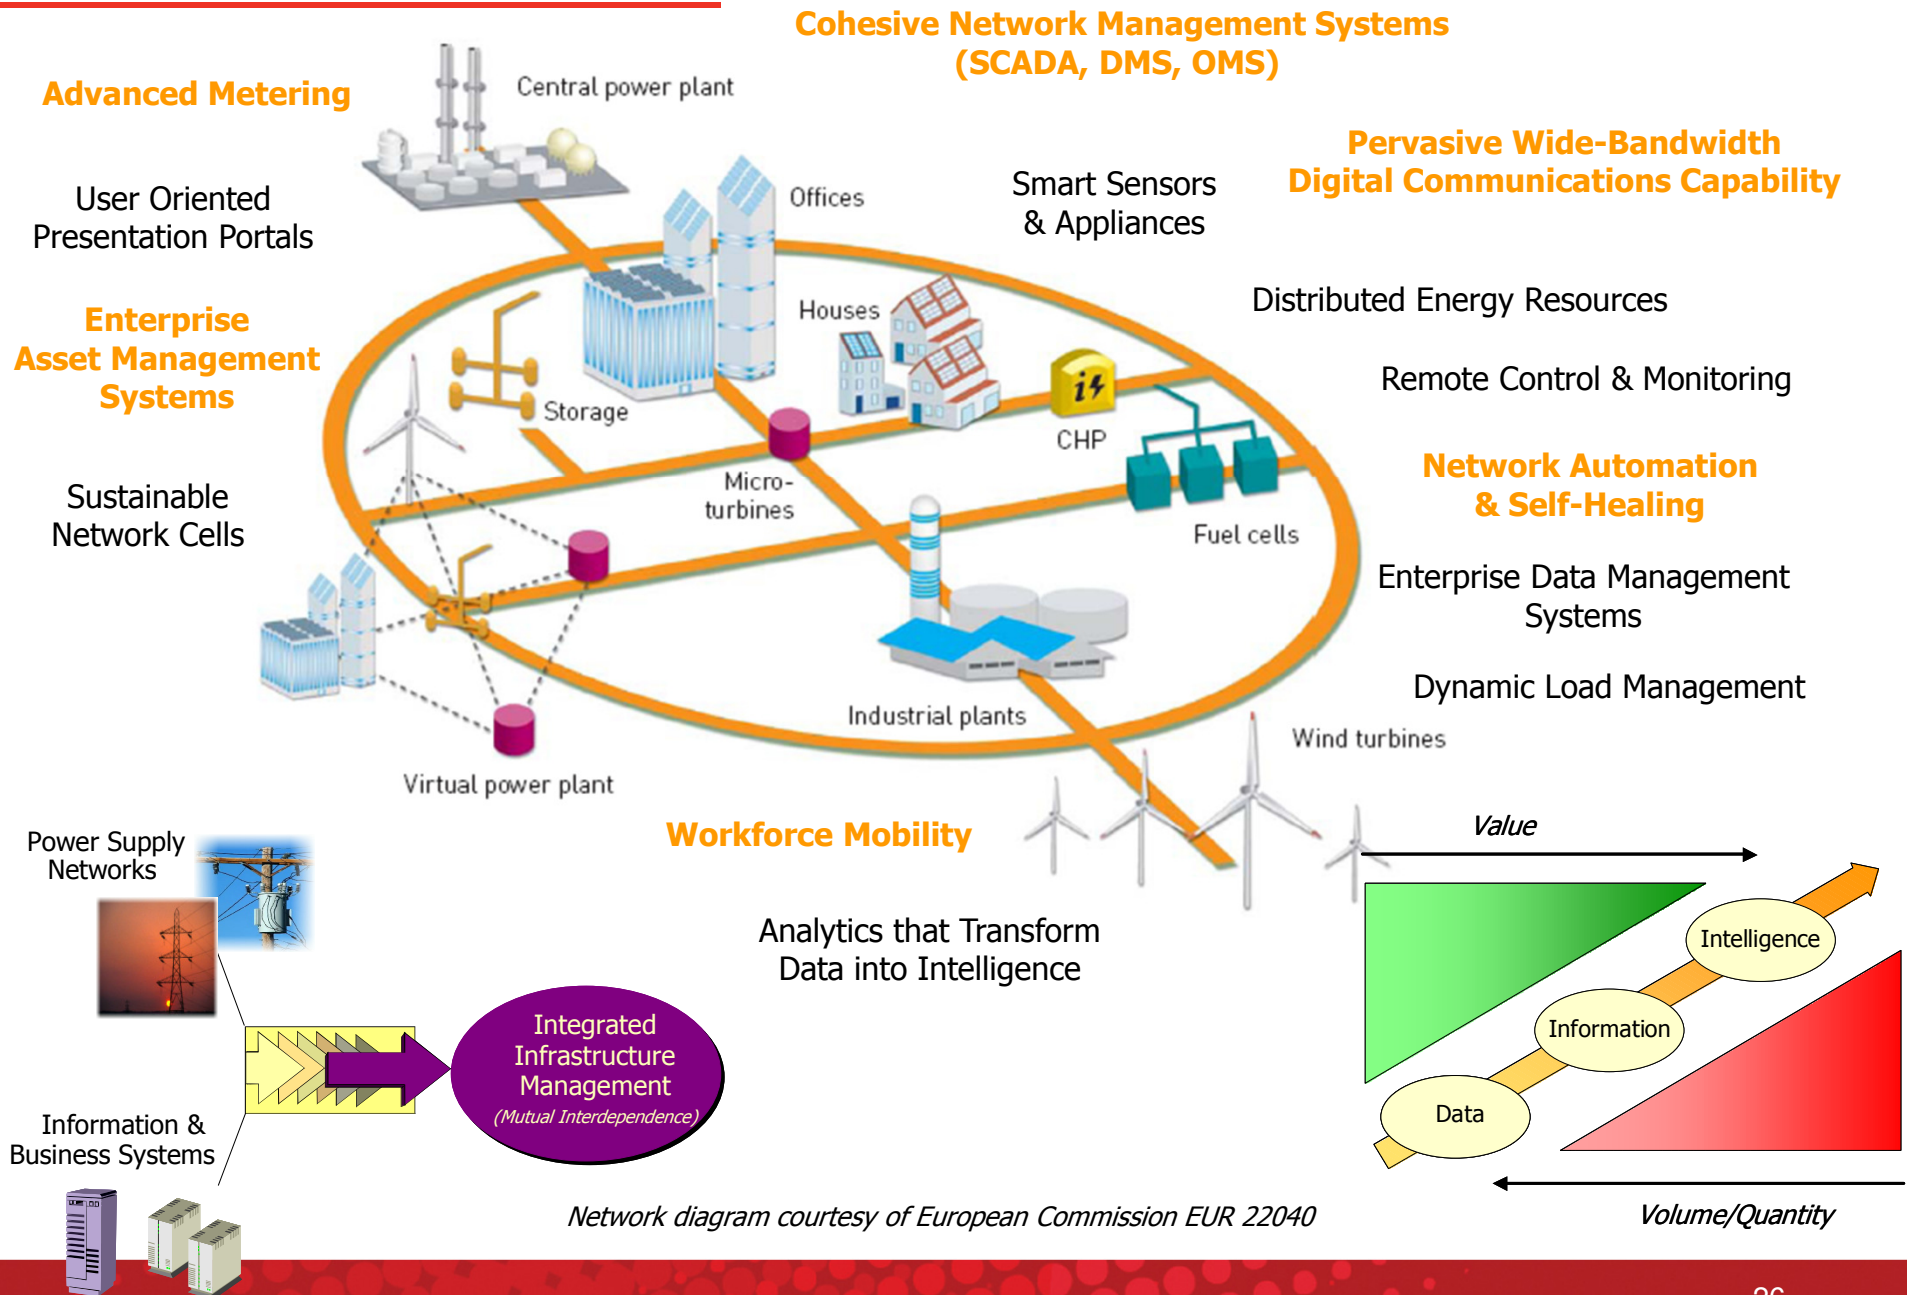 Cohesive Network Management Systems
(SCADA, DMS, OMS)
Advanced Metering
Central power plant
Pervasive Wide-Bandwidth
Digital Communications Capability
User Oriented
Presentation Portals
Offices
Smart Sensors
& Appliances
Enterprise
Asset Management
Systems
Houses
Distributed Energy Resources
Remote Control & Monitoring
Storage
CHP
Micro-
turbines
Network Automation
& Self-Healing
Sustainable
Network Cells
Fuel cells
Enterprise Data Management
Systems
Dynamic Load Management
Industrial plants
Wind turbines
Virtual power plant
Workforce Mobility
Power Supply
Networks
Value
Analytics that Transform
Data into Intelligence
Intelligence
Information
Data
Integrated
Infrastructure
Management
(Mutual Interdependence)
Information &
Business Systems
Network diagram courtesy of European Commission EUR 22040
Volume/Quantity